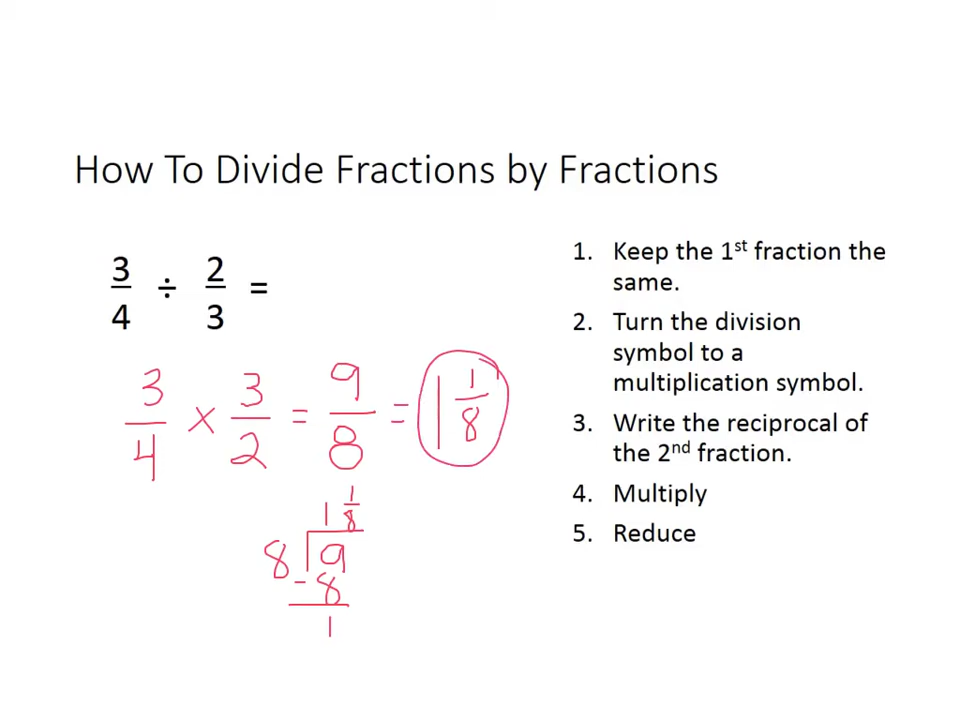 How To Divide Fractions by Fractions
3/4 ÷ 2/3 =
3/4 × 3/2 = 9/8 = 1 1/8
1 1/8
8 9
- 8
1
1. Keep the 1st fraction the
same.
2. Turn the division
symbol to a
multiplication symbol.
3. Write the reciprocal of
the 2nd fraction.
4. Multiply
5. Reduce